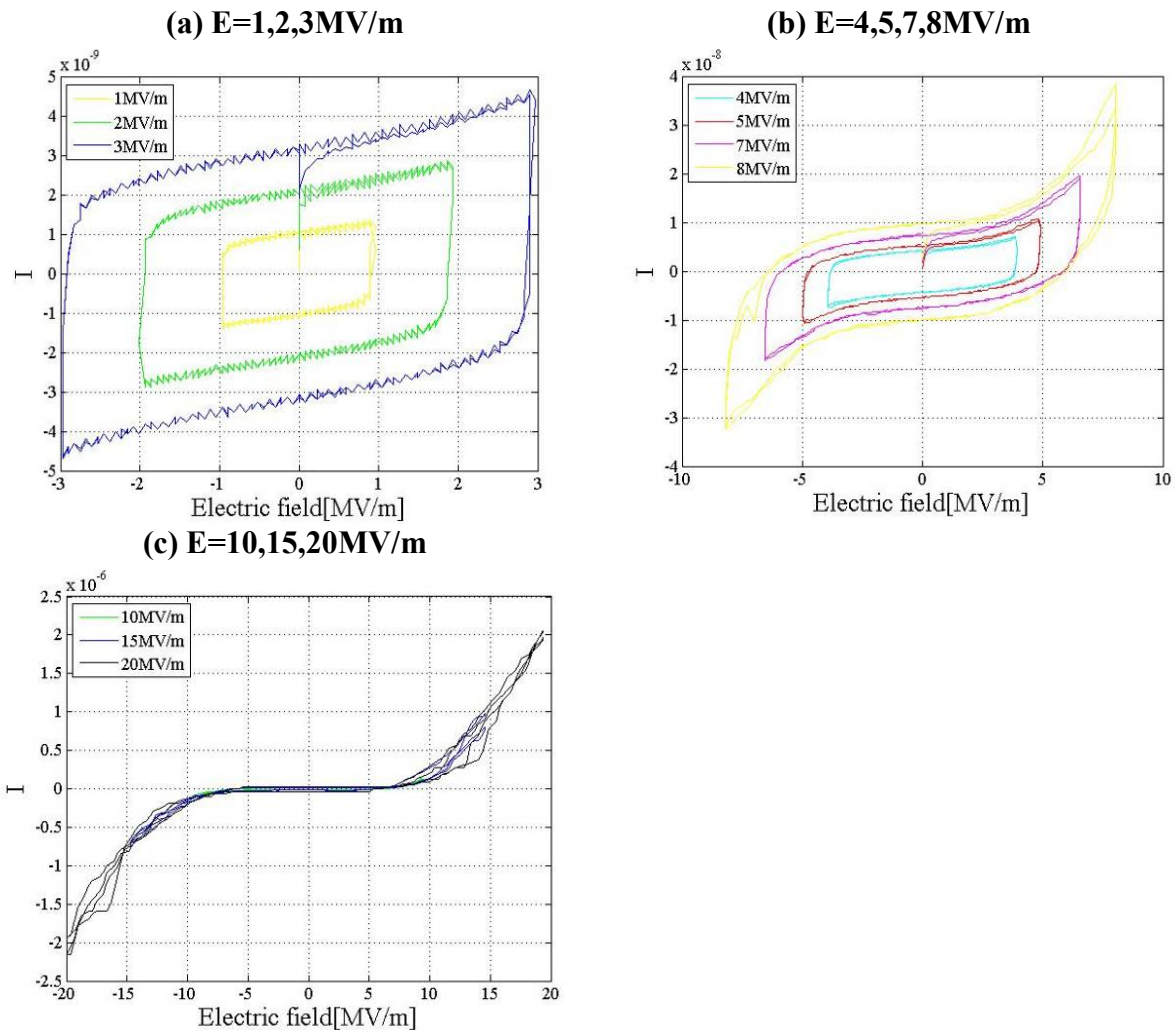 (a) E=1,2,3MV/m
x 10^-9
5
4
3
2
1
0
-1
-2
-3
-4
-5
I
1MV/m
2MV/m
3MV/m
-3 -2 -1 0 1 2 3
Electric field[MV/m]
(b) E=4,5,7,8MV/m
x 10^-8
4
3
2
1
0
-1
-2
-3
-4
I
4MV/m
5MV/m
7MV/m
8MV/m
-10 -5 0 5 10
Electric field[MV/m]
(c) E=10,15,20MV/m
x 10^-6
2.5
2
1.5
1
0.5
0
-0.5
-1
-1.5
-2
-2.5
I
10MV/m
15MV/m
20MV/m
-20 -15 -10 -5 0 5 10 15 20
Electric field[MV/m]